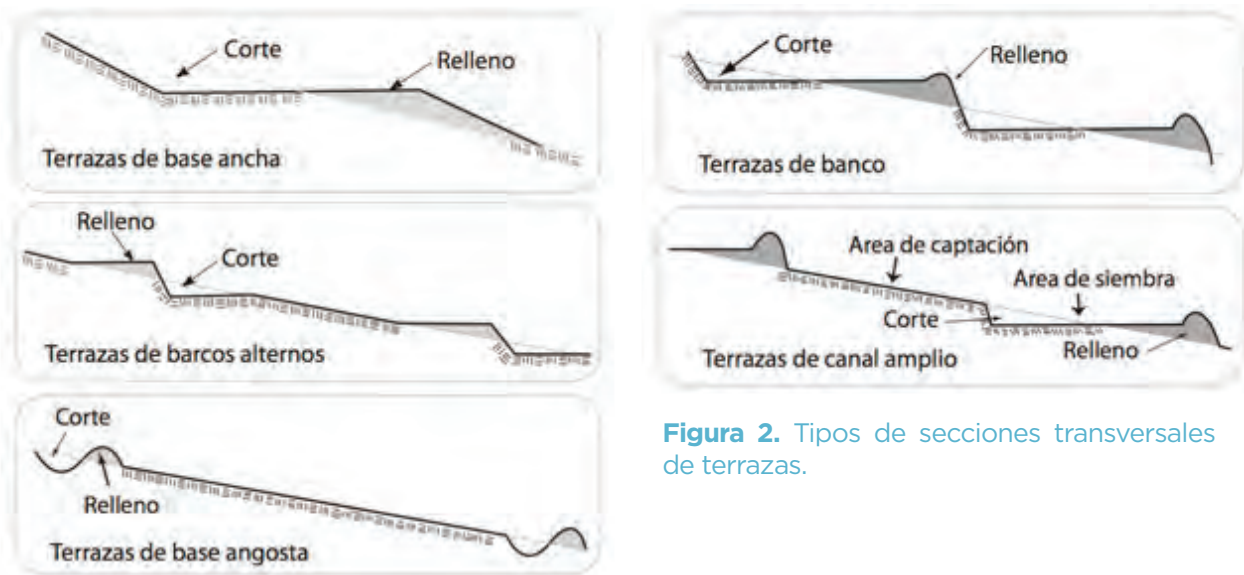 Corte
Relleno
Terrazas de base ancha
Relleno
Corte
Terrazas de barcos alternos
Corte
Relleno
Terrazas de base angosta
Corte
Relleno
Terrazas de banco
Area de captación
Area de siembra
Corte
Relleno
Terrazas de canal amplio
Figura 2. Tipos de secciones transversales
de terrazas.